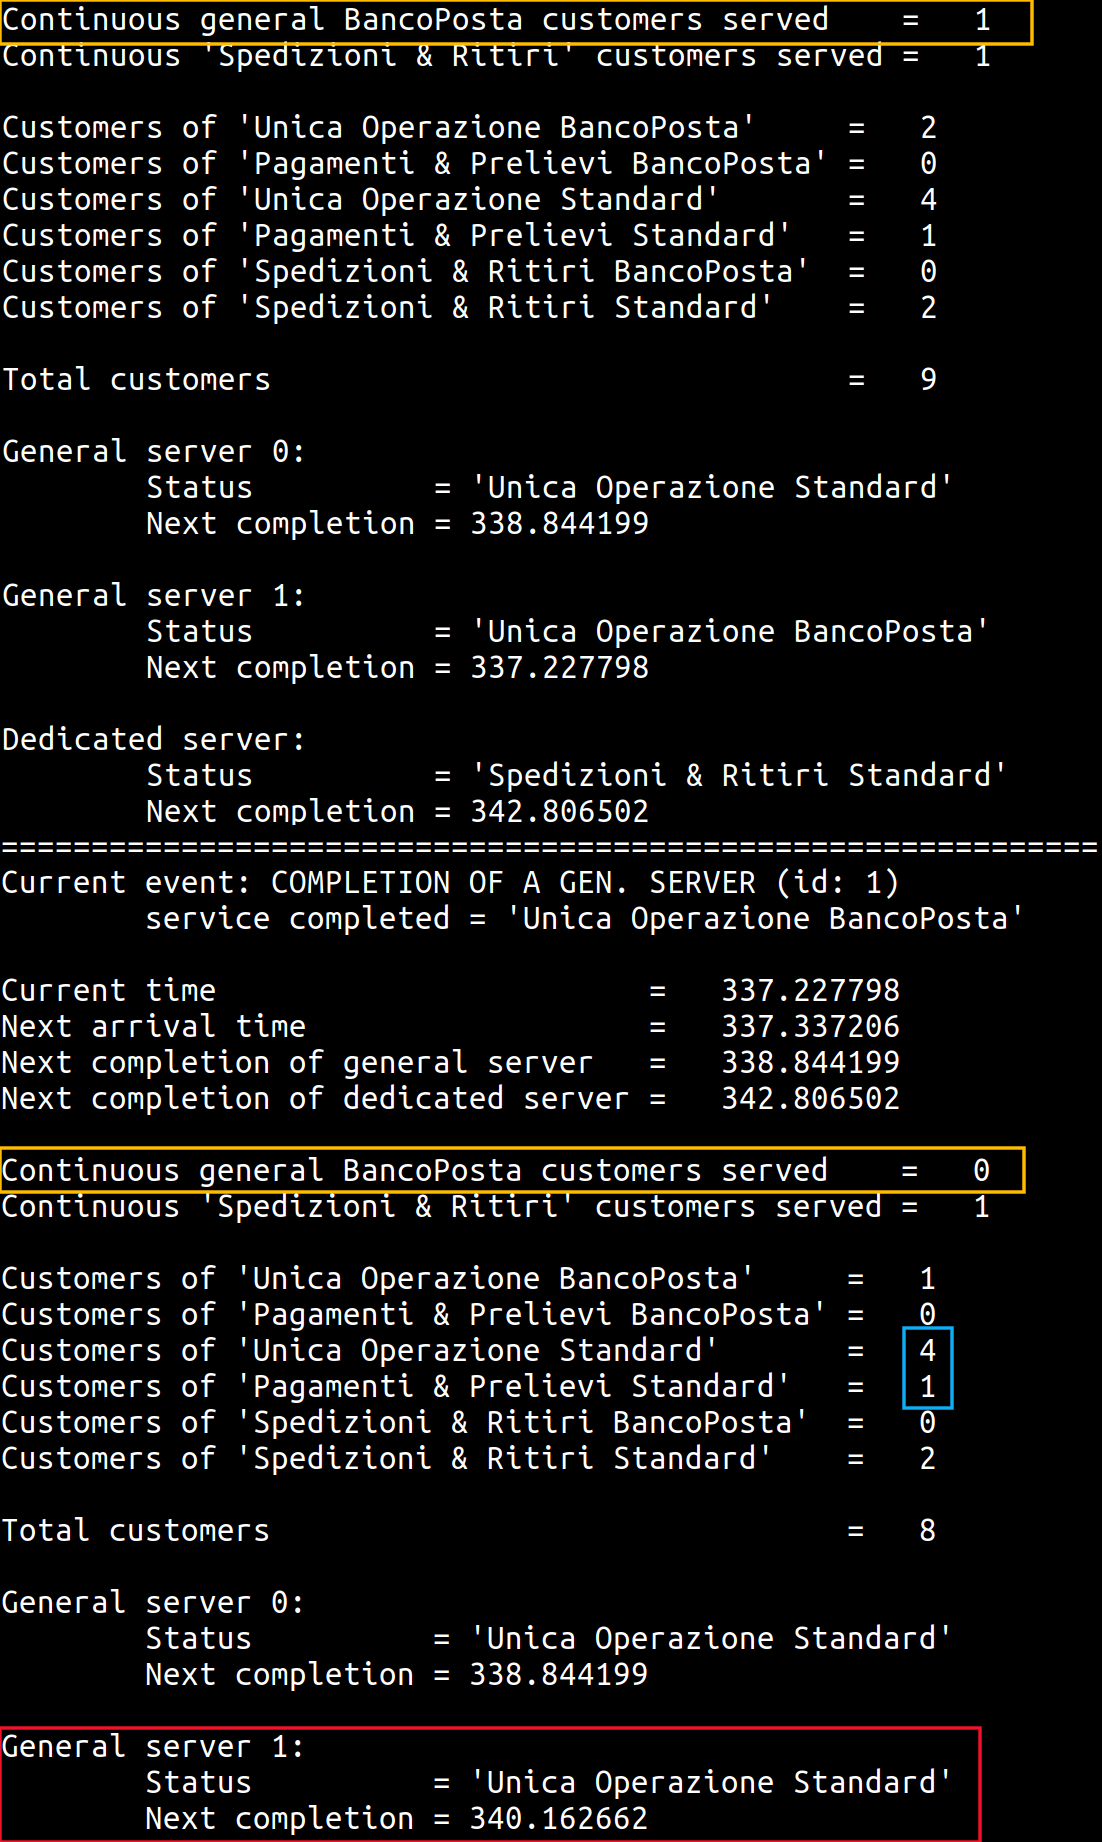 Continuous general BancoPosta customers served    =   1
Continuous 'Spedizioni & Ritiri' customers served =   1

Customers of 'Unica Operazione BancoPosta'     =   2
Customers of 'Pagamenti & Prelievi BancoPosta' =   0
Customers of 'Unica Operazione Standard'       =   4
Customers of 'Pagamenti & Prelievi Standard'   =   1
Customers of 'Spedizioni & Ritiri BancoPosta'  =   0
Customers of 'Spedizioni & Ritiri Standard'    =   2

Total customers                                =   9

General server 0:
        Status          = 'Unica Operazione Standard'
        Next completion = 338.844199

General server 1:
        Status          = 'Unica Operazione BancoPosta'
        Next completion = 337.227798

Dedicated server:
        Status          = 'Spedizioni & Ritiri Standard'
        Next completion = 342.806502
=============================================================
Current event: COMPLETION OF A GEN. SERVER (id: 1)
        service completed = 'Unica Operazione BancoPosta'

Current time                        =   337.227798
Next arrival time                   =   337.337206
Next completion of general server   =   338.844199
Next completion of dedicated server =   342.806502

Continuous general BancoPosta customers served    =   0
Continuous 'Spedizioni & Ritiri' customers served =   1

Customers of 'Unica Operazione BancoPosta'     =   1
Customers of 'Pagamenti & Prelievi BancoPosta' =   0
Customers of 'Unica Operazione Standard'       =   4
Customers of 'Pagamenti & Prelievi Standard'   =   1
Customers of 'Spedizioni & Ritiri BancoPosta'  =   0
Customers of 'Spedizioni & Ritiri Standard'    =   2

Total customers                                =   8

General server 0:
        Status          = 'Unica Operazione Standard'
        Next completion = 338.844199

General server 1:
        Status          = 'Unica Operazione Standard'
        Next completion = 340.162662